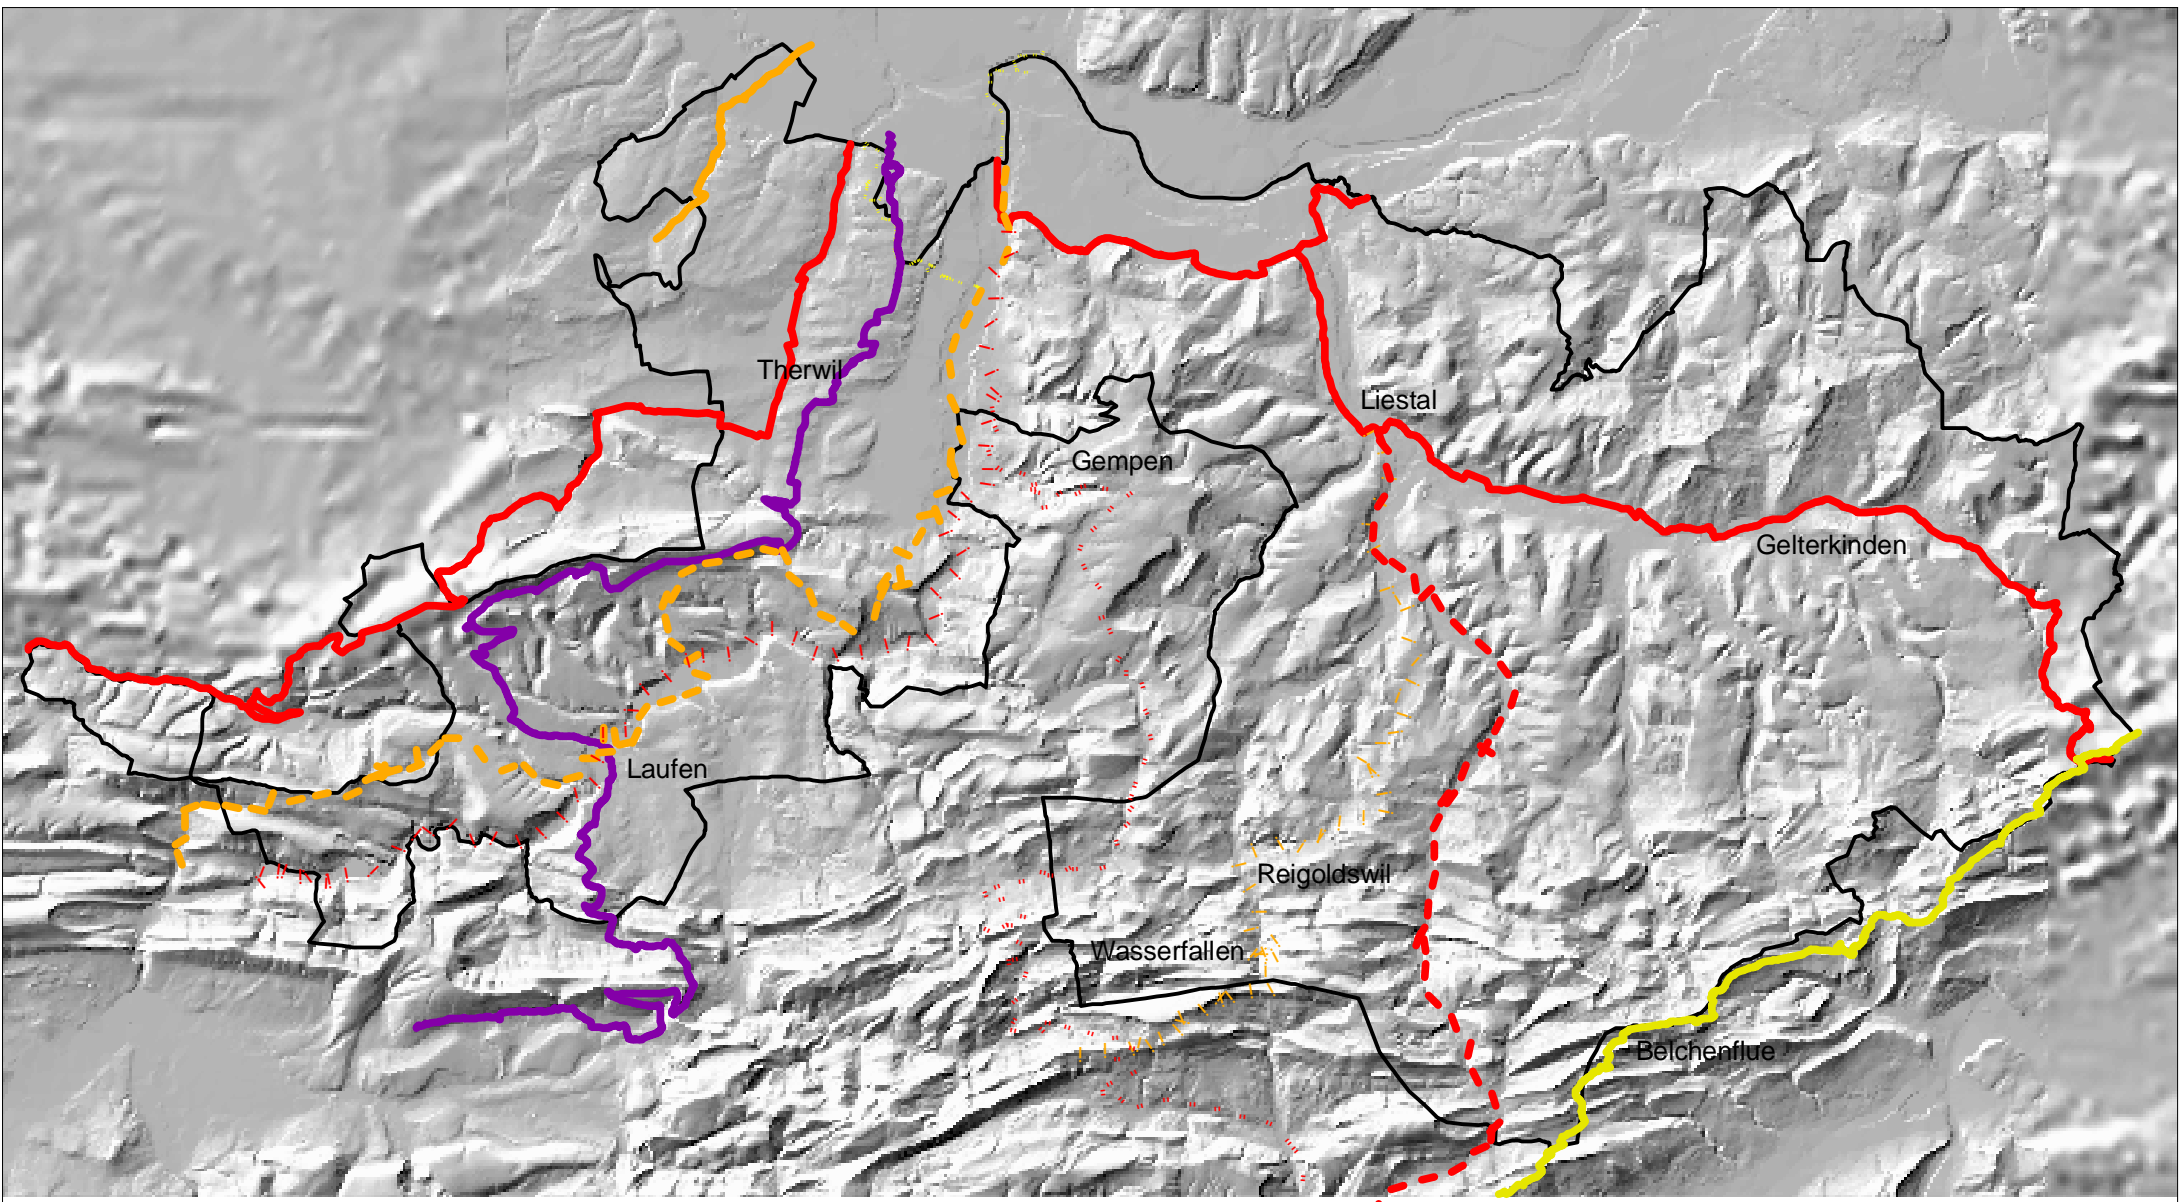 Therwil
Liestal
Gempen
Gelterkinden
Laufen
Reigoldswil
Wasserfallen
Belchenflue